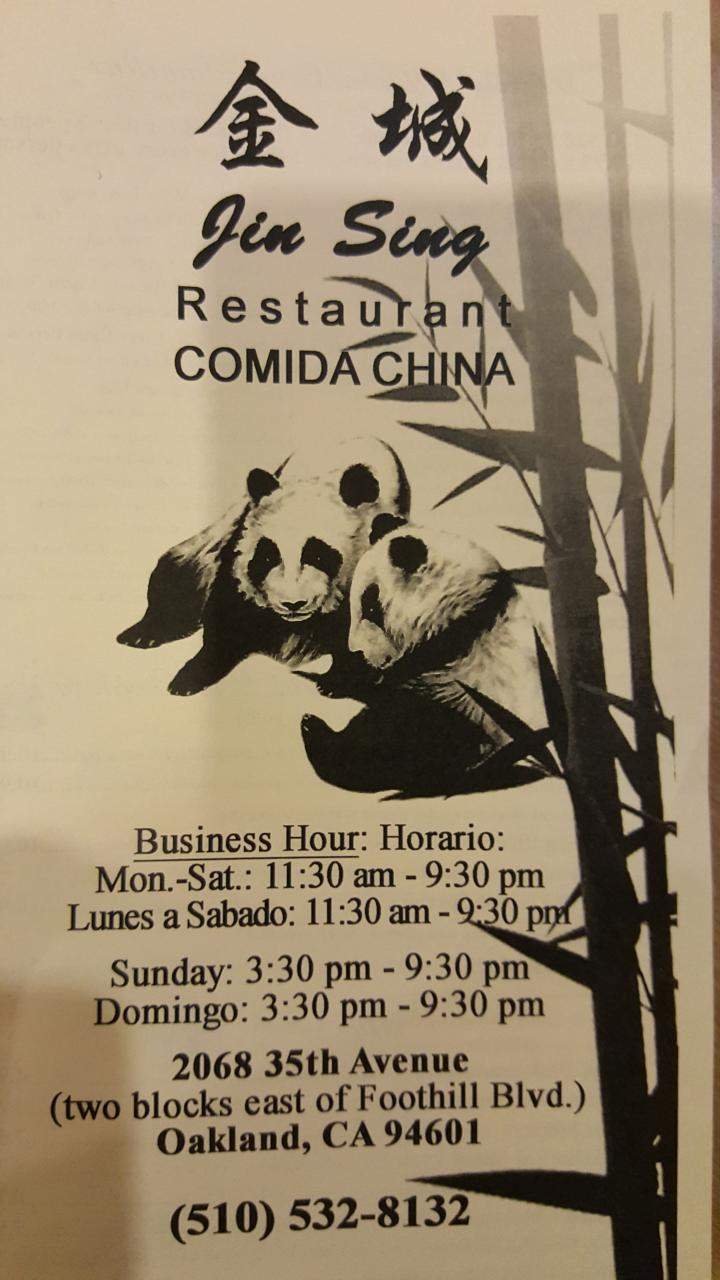 金城
Jin Sing
Restaurant
COMIDA CHINA
Business Hour: Horario:
Mon.-Sat.: 11:30 am - 9:30 pm
Lunes a Sabado: 11:30 am - 9:30 pm
Sunday: 3:30 pm - 9:30 pm
Domingo: 3:30 pm - 9:30 pm
2068 35th Avenue
(two blocks east of Foothill Blvd.)
Oakland, CA 94601
(510) 532-8132